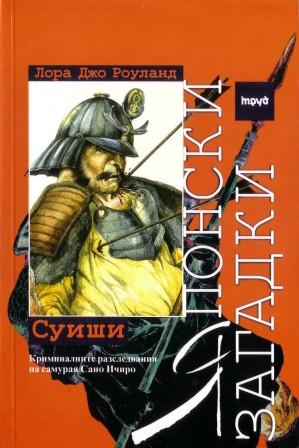 Лора Джо Роуланд
труд
ЯПОНСКИ
ЗАГАДКИ
Суиши
Криминалните разследвания
на самурая Сано Ичиро